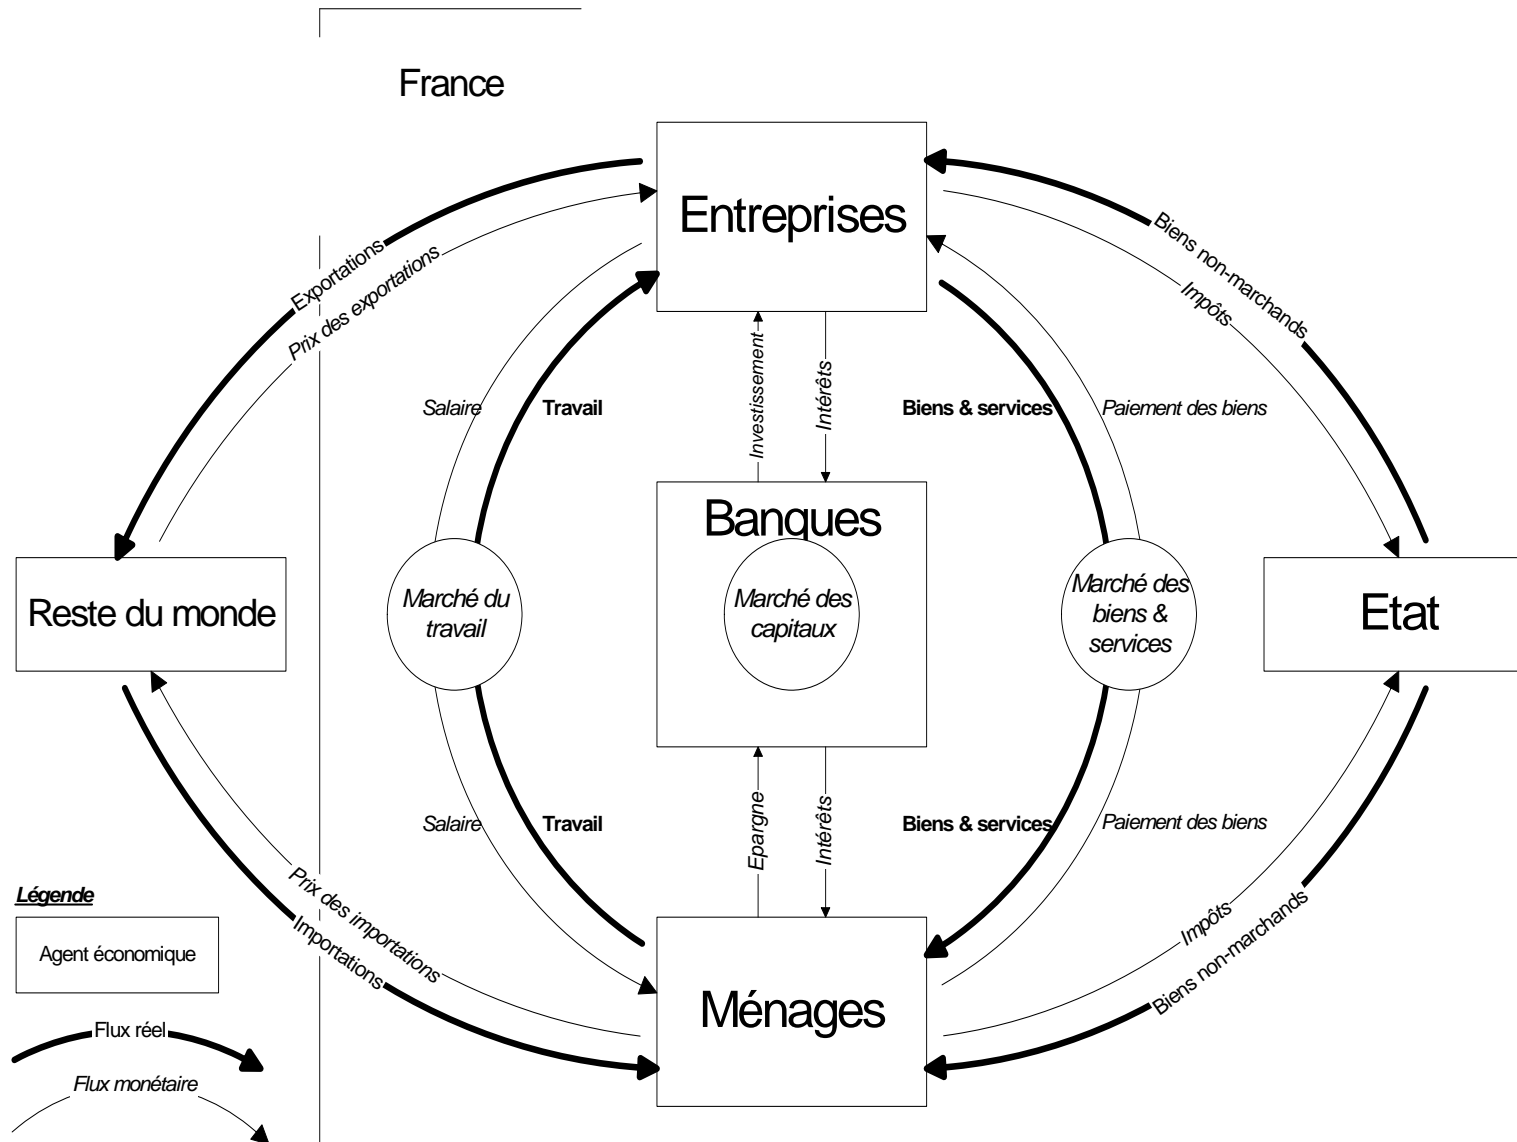 France
Entreprises
Exportations
Prix des exportations
Biens non-marchands
Impôts
Salaire
Travail
Investissement
Intérêts
Biens & services
Paiement des biens
Banques
Reste du monde
Marché du
travail
Marché des
capitaux
Marché des
biens &
services
Etat
Salaire
Travail
Epargne
Intérêts
Biens & services
Paiement des biens
Prix des importations
Importations
Impôts
Biens non-marchands
Ménages
Légende
Agent économique
Flux réel
Flux monétaire